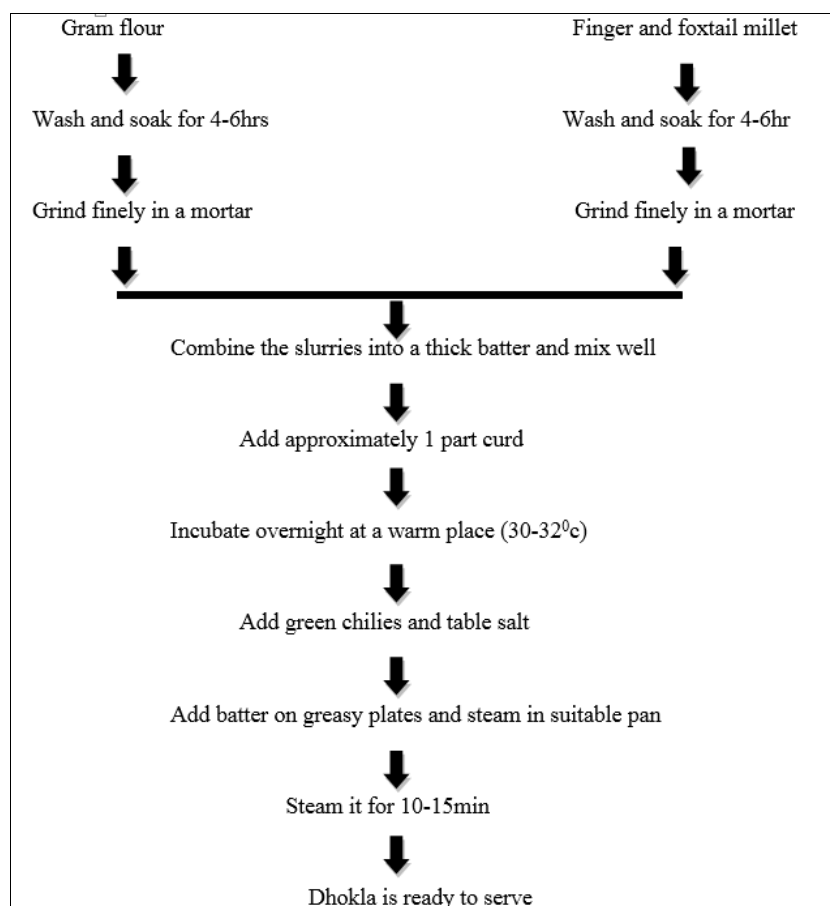 Gram flour
Finger and foxtail millet
Wash and soak for 4-6hrs
Wash and soak for 4-6hr
Grind finely in a mortar
Grind finely in a mortar
Combine the slurries into a thick batter and mix well
Add approximately 1 part curd
Incubate overnight at a warm place (30-32⁰c)
Add green chilies and table salt
Add batter on greasy plates and steam in suitable pan
Steam it for 10-15min
Dhokla is ready to serve